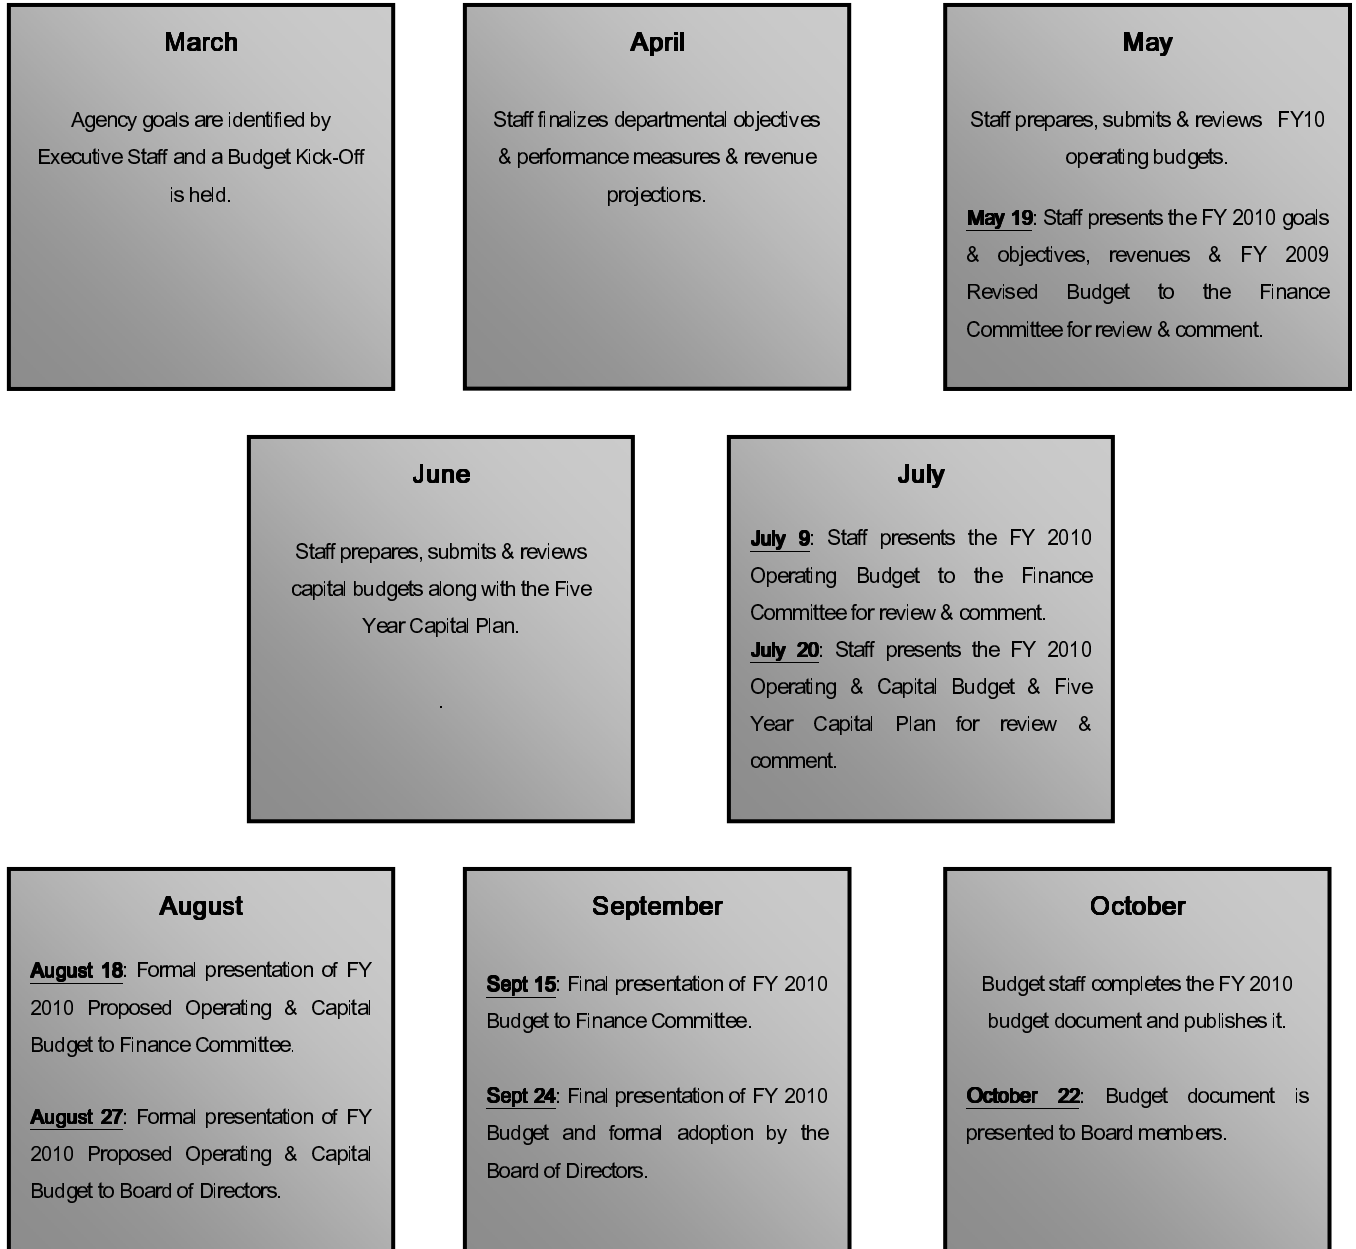 March
Agency goals are identified by
Executive Staff and a Budget Kick-Off
is held.
April
Staff finalizes departmental objectives
& performance measures & revenue
projections.
May
Staff prepares, submits & reviews FY10
operating budgets.
May 19: Staff presents the FY 2010 goals
& objectives, revenues & FY 2009
Revised Budget to the Finance
Committee for review & comment.
June
Staff prepares, submits & reviews
capital budgets along with the Five
Year Capital Plan.
.
July
July 9: Staff presents the FY 2010
Operating Budget to the Finance
Committee for review & comment.
July 20: Staff presents the FY 2010
Operating & Capital Budget & Five
Year Capital Plan for review &
comment.
August
August 18: Formal presentation of FY
2010 Proposed Operating & Capital
Budget to Finance Committee.
August 27: Formal presentation of FY
2010 Proposed Operating & Capital
Budget to Board of Directors.
September
Sept 15: Final presentation of FY 2010
Budget to Finance Committee.
Sept 24: Final presentation of FY 2010
Budget and formal adoption by the
Board of Directors.
October
Budget staff completes the FY 2010
budget document and publishes it.
October 22: Budget document is
presented to Board members.